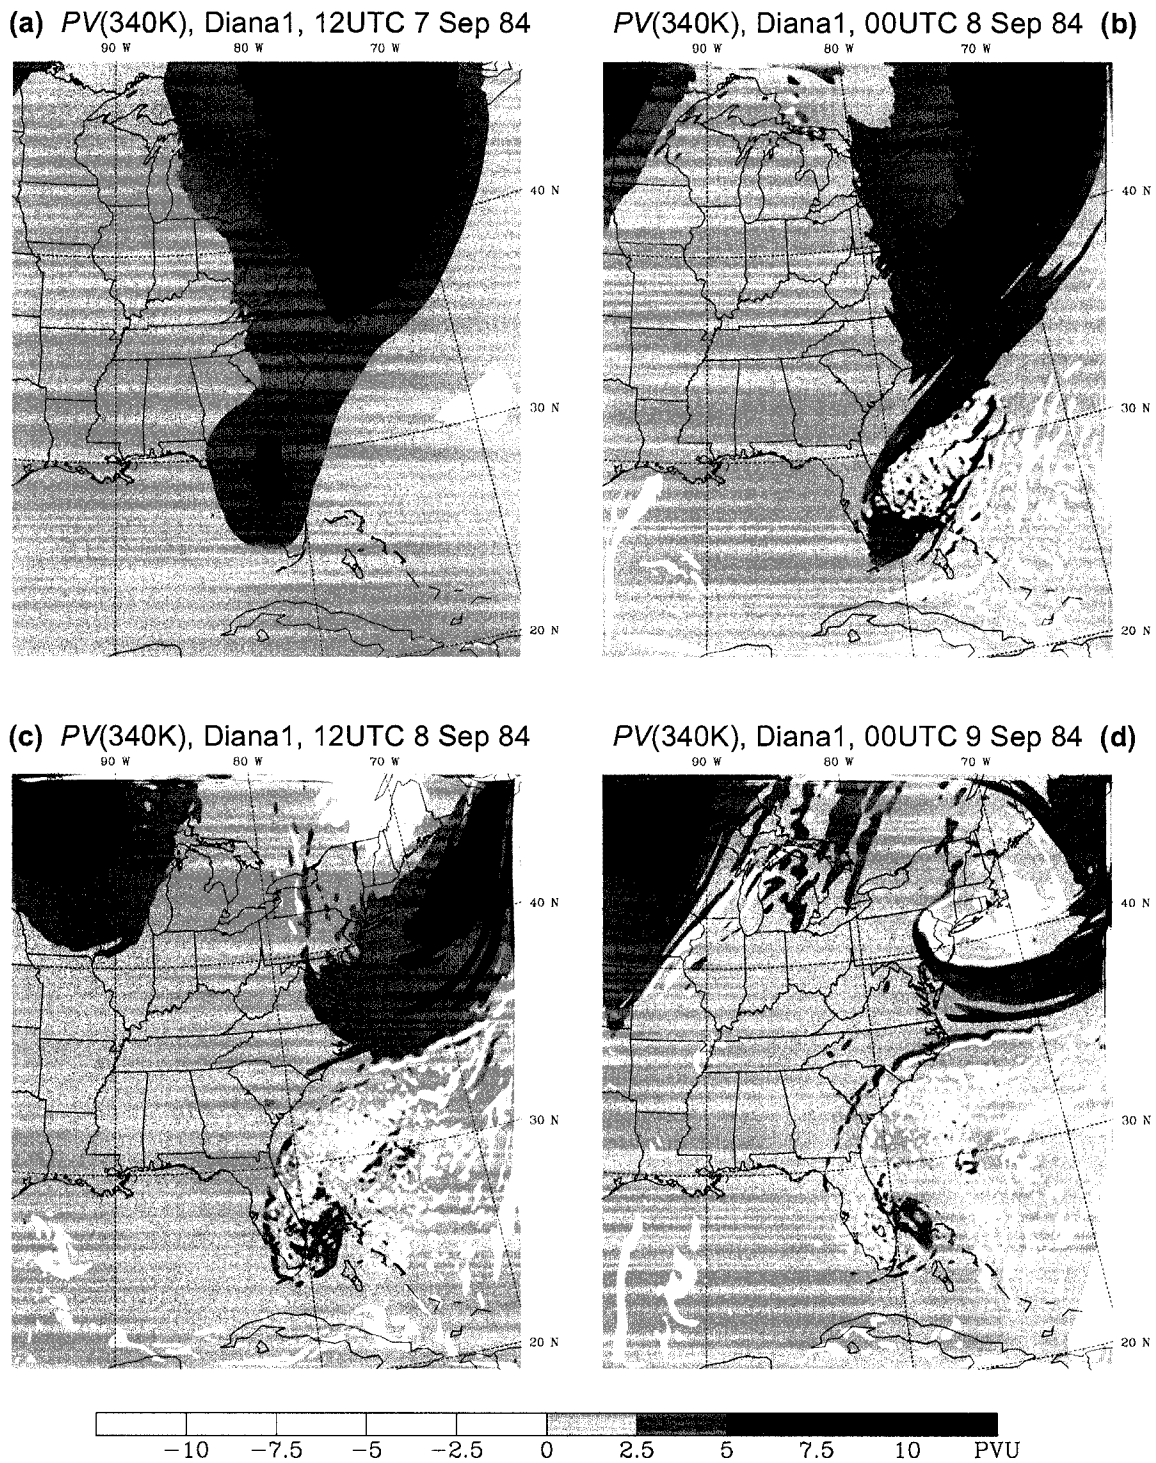 (a) PV(340K), Diana1, 12UTC 7 Sep 84
90 W 80 W 70 W
40 N
30 N
20 N
PV(340K), Diana1, 00UTC 8 Sep 84 (b)
90 W 80 W 70 W
40 N
30 N
20 N
(c) PV(340K), Diana1, 12UTC 8 Sep 84
90 W 80 W 70 W
40 N
30 N
20 N
PV(340K), Diana1, 00UTC 9 Sep 84 (d)
90 W 80 W 70 W
40 N
30 N
20 N
-10 -7.5 -5 -2.5 0 2.5 5 7.5 10 PVU